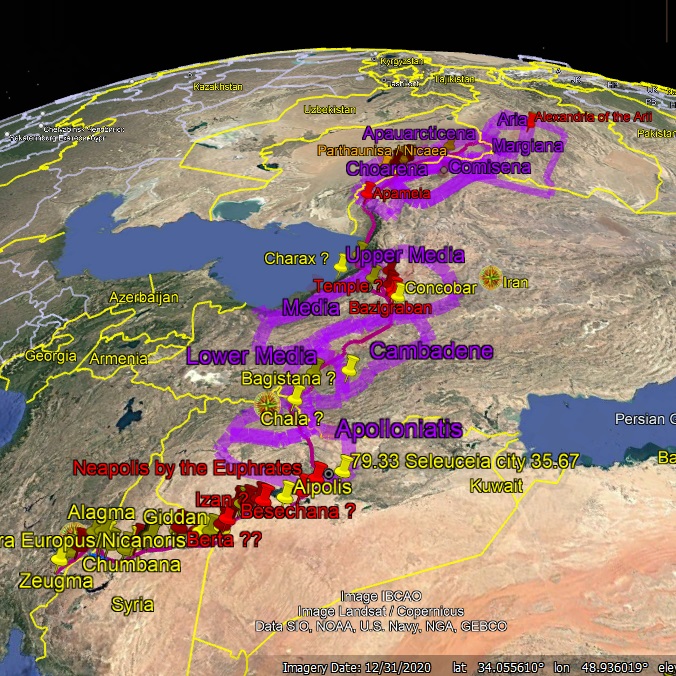 Kyrgyzstan
Tajikistan
Kazakhstan
Uzbekistan
Alexandria of the Arii
Aria
Apauarcticena
Pakistan
Margiana
Parthaunisa / Nicaea
Choarena
Comisena
Apameia
Upper Media
Charax ?
Iran
Temple ?
Concobar
Azerbaijan
Media
Bazigraban
Georgia
Armenia
Lower Media
Cambadene
Bagistana ?
Chala ?
Persian G
Apolloniatis
79.33 Seleuceia city 35.67
Ba
Neapolis by the Euphrates
Aipolis
Kuwait
Izan ?
Besechana ?
Alagma
Giddan
ra Europus/Nicanoris
Berta ??
Chumbana
Zeugma
Syria
Image IBCAO
Image Landsat / Copernicus
Data SIO, NOAA, U.S. Navy, NGA, GEBCO
Imagery Date: 12/31/2020 lat 34.055610° lon 48.936019° elev